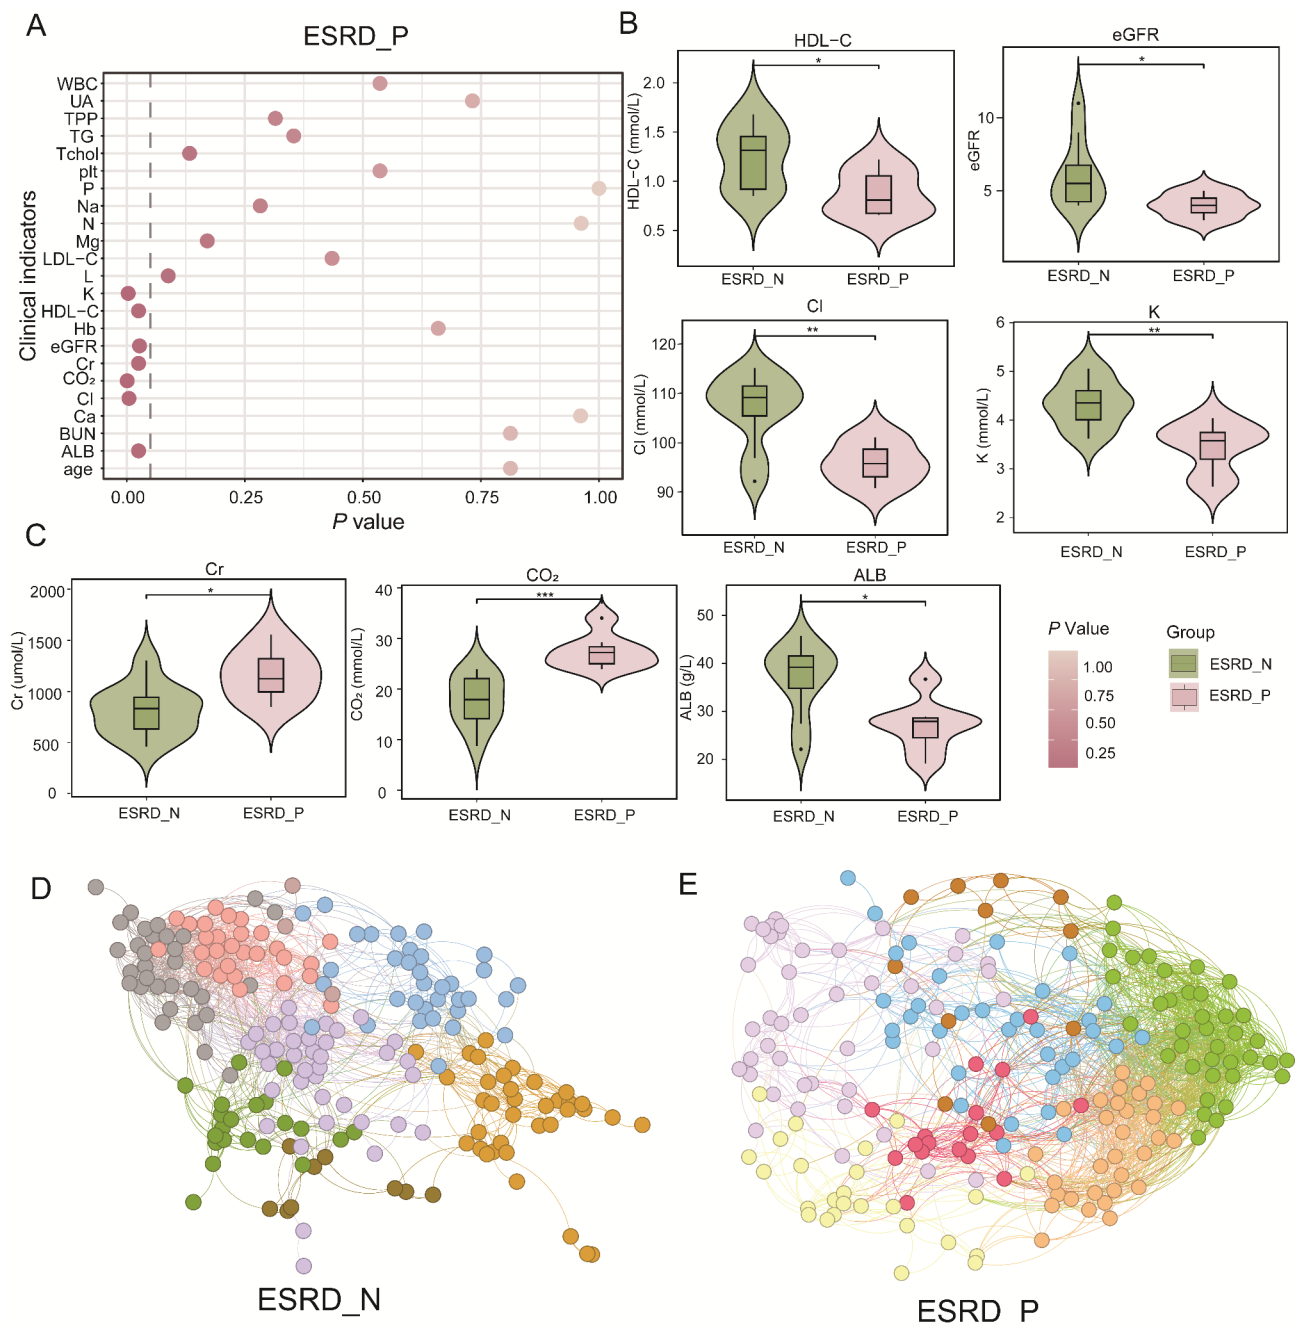 A
ESRD_P
Clinical indicators
WBC
UA
TPP
TG
Tchol
plt
P
Na
N
Mg
LDL-C
L
K
HDL-C
Hb
eGFR
Cr
CO₂
Cl
Ca
BUN
ALB
age
0.00 0.25 0.50 0.75 1.00
P value
B
HDL-C
*
HDL-C (mmol/L)
2.0
1.5
1.0
0.5
ESRD_N ESRD_P
eGFR
*
eGFR
10
5
ESRD_N ESRD_P
Cl
**
Cl (mmol/L)
120
110
100
90
ESRD_N ESRD_P
K
**
K (mmol/L)
6
5
4
3
2
ESRD_N ESRD_P
C
Cr
*
Cr (umol/L)
2000
1500
1000
500
0
ESRD_N ESRD_P
CO₂
***
CO₂ (mmol/L)
40
30
20
10
0
ESRD_N ESRD_P
ALB
*
ALB (g/L)
50
40
30
20
ESRD_N ESRD_P
P Value
1.00
0.75
0.50
0.25
Group
ESRD_N
ESRD_P
D
ESRD_N
E
ESRD_P